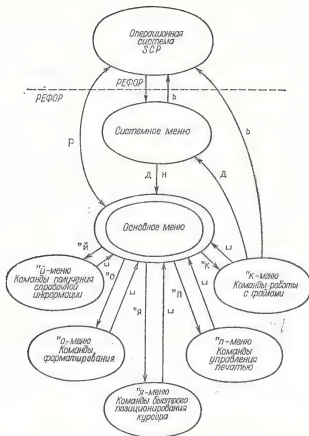 Операционная
система
SCP
РЕФОР
ь
РЕФОР
Р
ь
Системное меню
Д
Н
Д
Основное меню
"Й
␣
"О
␣
"Я
␣
"П
␣
"К
␣
"й-меню
Команды получения
справочной
информации
"к-меню
Команды работы
с файлами
"о-меню
Команды
форматирования
"п-меню
Команды
управления
печатью
"я-меню
Команды быстрого
позиционирования
курсора